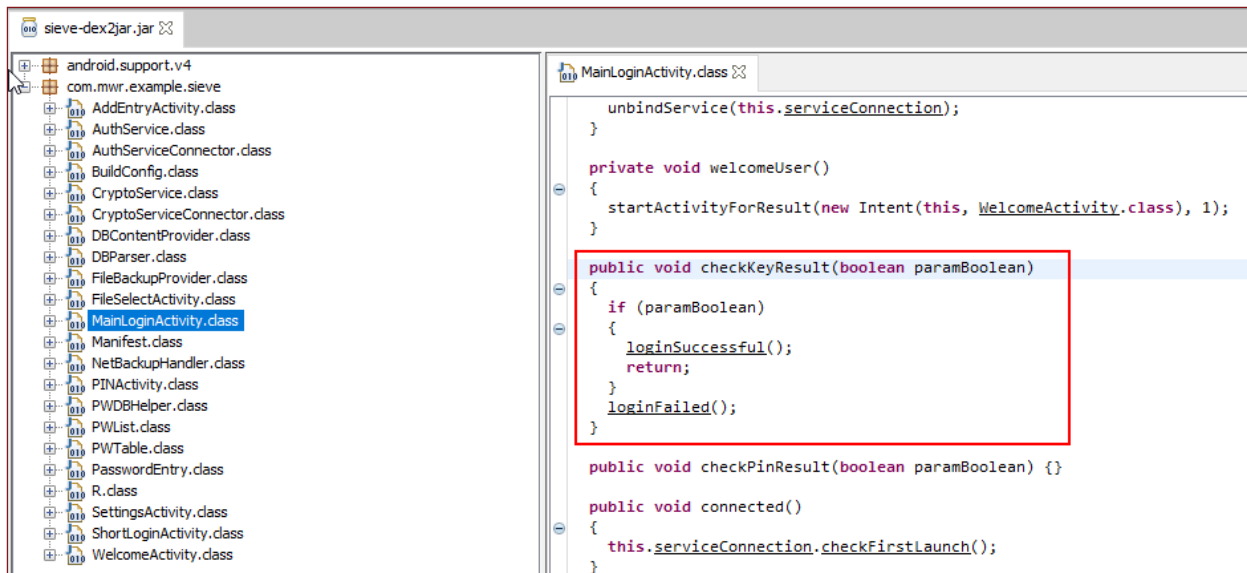 sieve-dex2jar.jar
android.support.v4
com.mwr.example.sieve
AddEntryActivity.class
AuthService.class
AuthServiceConnector.class
BuildConfig.class
CryptoService.class
CryptoServiceConnector.class
DBContentProvider.class
DBParser.class
FileBackupProvider.class
FileSelectActivity.class
MainLoginActivity.class
Manifest.class
NetBackupHandler.class
PINActivity.class
PWDBHelper.class
PWList.class
PWTable.class
PasswordEntry.class
R.class
SettingsActivity.class
ShortLoginActivity.class
WelcomeActivity.class
MainLoginActivity.class
unbindService(this.serviceConnection);
}
private void welcomeUser()
{
startActivityForResult(new Intent(this, WelcomeActivity.class), 1);
}
public void checkKeyResult(boolean paramBoolean)
{
if (paramBoolean)
{
loginSuccessful();
return;
}
loginFailed();
}
public void checkPinResult(boolean paramBoolean) {}
public void connected()
{
this.serviceConnection.checkFirstLaunch();
}